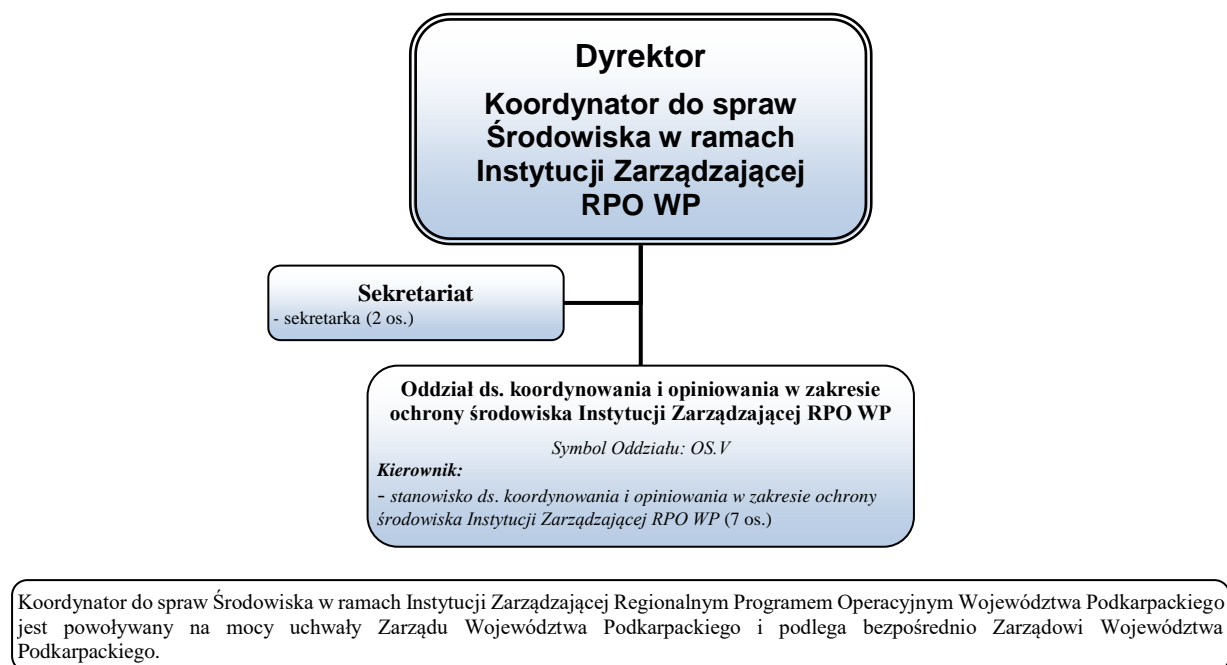 Dyrektor
Koordynator do spraw
Środowiska w ramach
Instytucji Zarządzającej
RPO WP
Sekretariat
- sekretarka (2 os.)
Oddział ds. koordynowania i opiniowania w zakresie
ochrony środowiska Instytucji Zarządzającej RPO WP
Symbol Oddziału: OS.V
Kierownik:
- stanowisko ds. koordynowania i opiniowania w zakresie ochrony
środowiska Instytucji Zarządzającej RPO WP (7 os.)
Koordynator do spraw Środowiska w ramach Instytucji Zarządzającej Regionalnym Programem Operacyjnym Województwa Podkarpackiego
jest powoływany na mocy uchwały Zarządu Województwa Podkarpackiego i podlega bezpośrednio Zarządowi Województwa
Podkarpackiego.